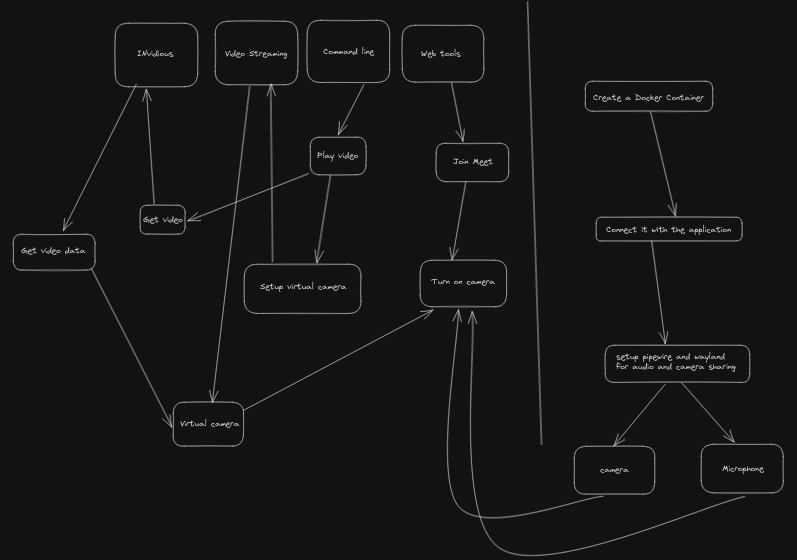 INvidious
Video Streaming
Command line
Web tools
Create a Docker Container
Play video
Join Meet
Get video
Connect it with the application
Get video data
Setup virtual camera
Turn on camera
setup pipewire and wayland
for audio and camera sharing
Virtual camera
camera
Microphone